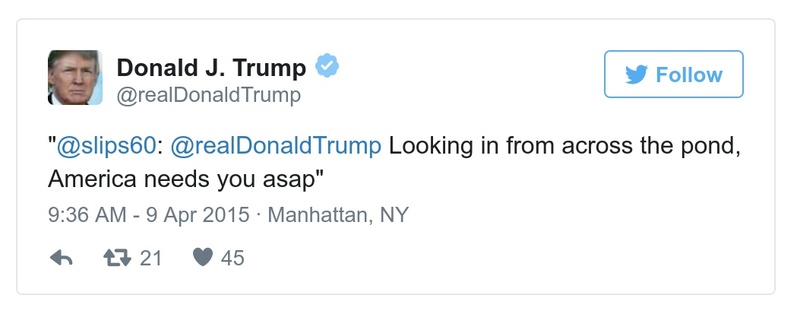 Donald J. Trump
@realDonaldTrump
Follow
"@slips60: @realDonaldTrump Looking in from across the pond,
America needs you asap"
9:36 AM - 9 Apr 2015 · Manhattan, NY
21 45